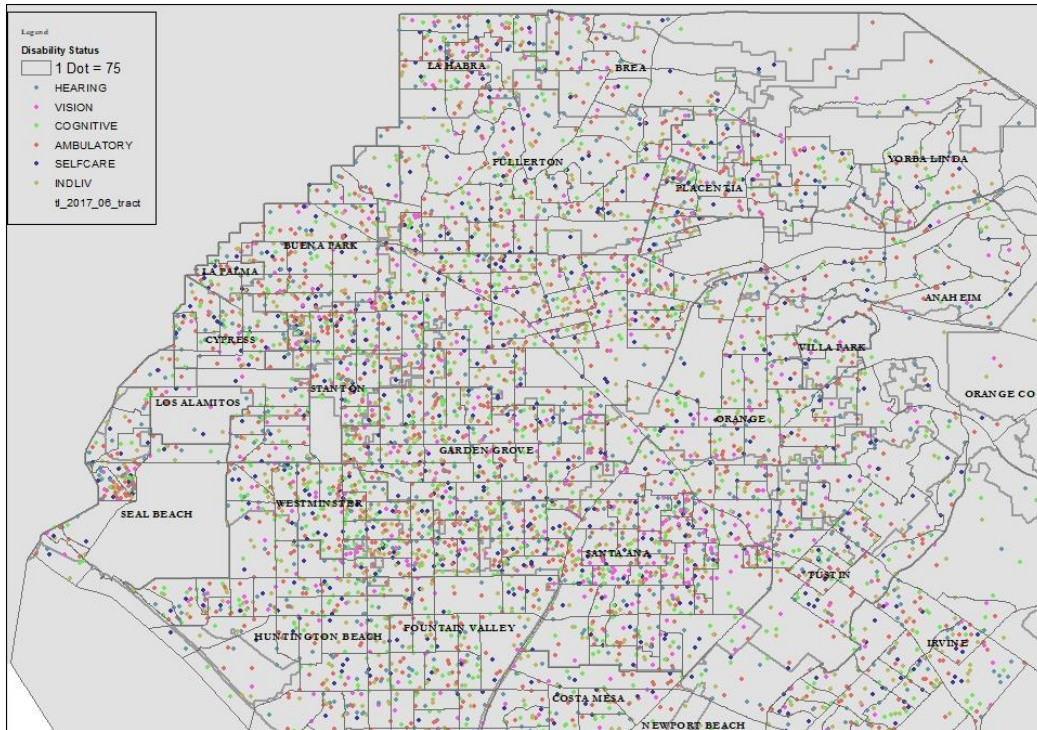 Legend
Disability Status
1 Dot = 75
HEARING
VISION
COGNITIVE
AMBULATORY
SELFCARE
INDLIV
tl_2017_06_tract
LA HABRA
BREA
FULLERTON
YORBA LINDA
PLACENTIA
BUENA PARK
LA PALMA
ANAHEIM
CYPRESS
VILLA PARK
STANTON
ORANGE CO
LOS ALAMITOS
ORANGE
GARDEN GROVE
WESTMINSTER
SEAL BEACH
SANTA ANA
TUSTIN
FOUNTAIN VALLEY
HUNTINGTON BEACH
IRVINE
COSTA MESA
NEWPORT BEACH